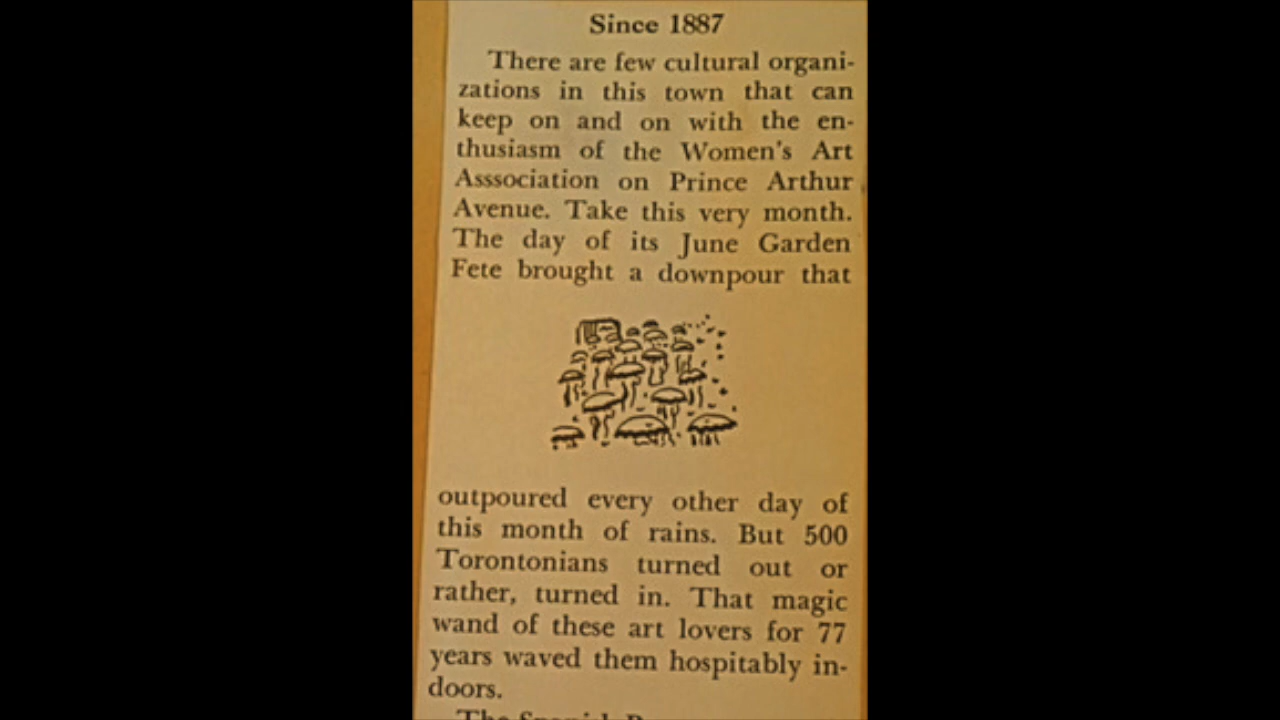 Since 1887
There are few cultural organi-
zations in this town that can
keep on and on with the en-
thusiasm of the Women's Art
Asssociation on Prince Arthur
Avenue. Take this very month.
The day of its June Garden
Fete brought a downpour that
outpoured every other day of
this month of rains. But 500
Torontonians turned out or
rather, turned in. That magic
wand of these art lovers for 77
years waved them hospitably in-
doors.
The Spanish